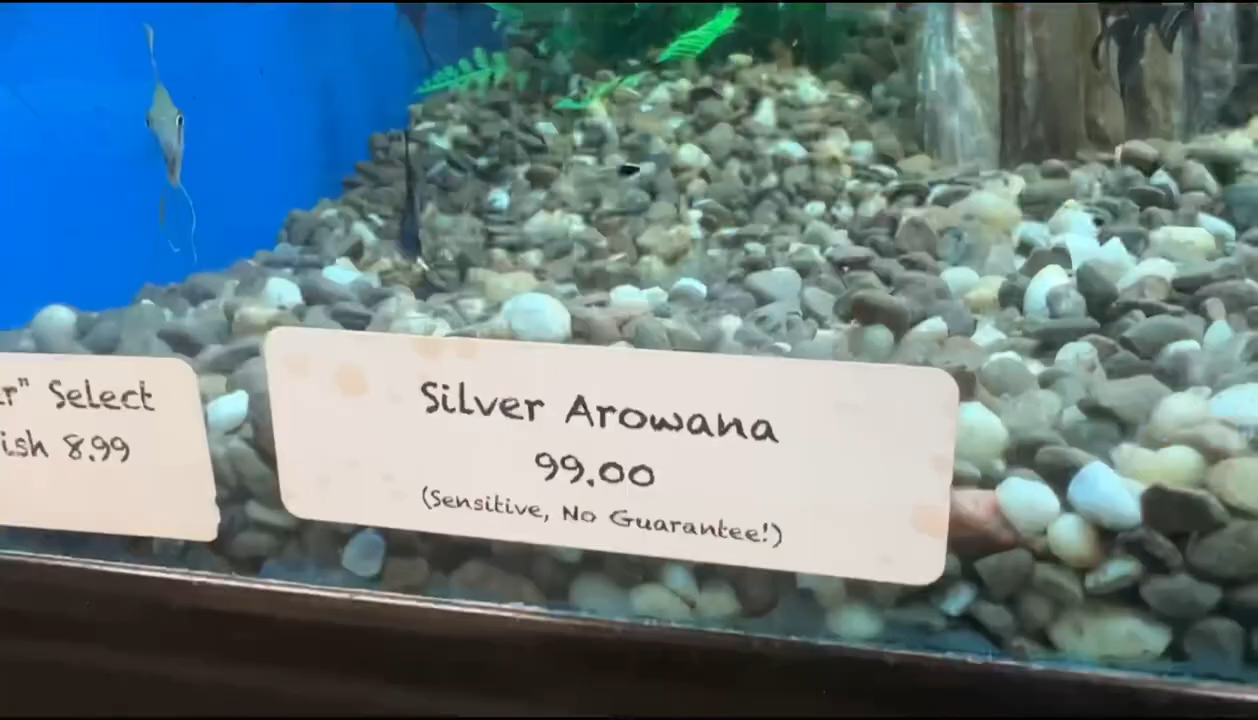 r" Select
ish 8.99
Silver Arowana
99.00
(Sensitive, No Guarantee!)